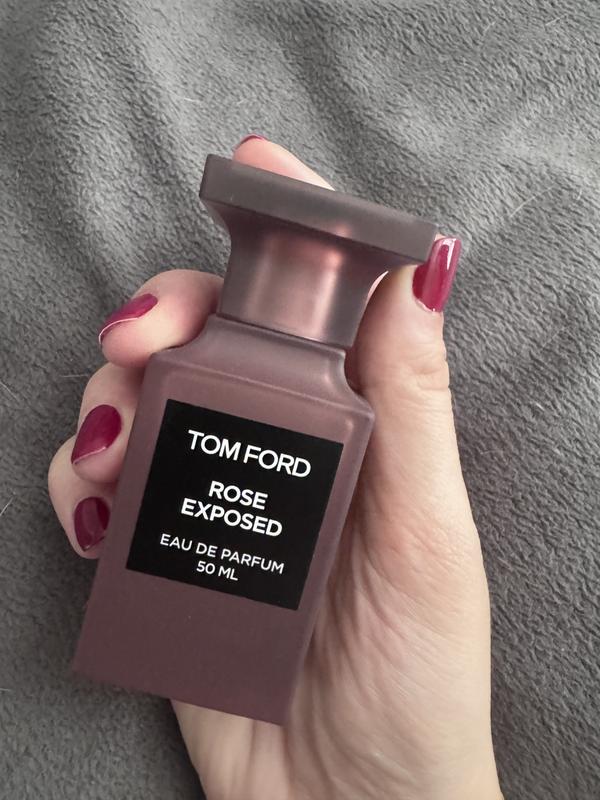 TOM FORD
ROSE
EXPOSED
EAU DE PARFUM
50 ML